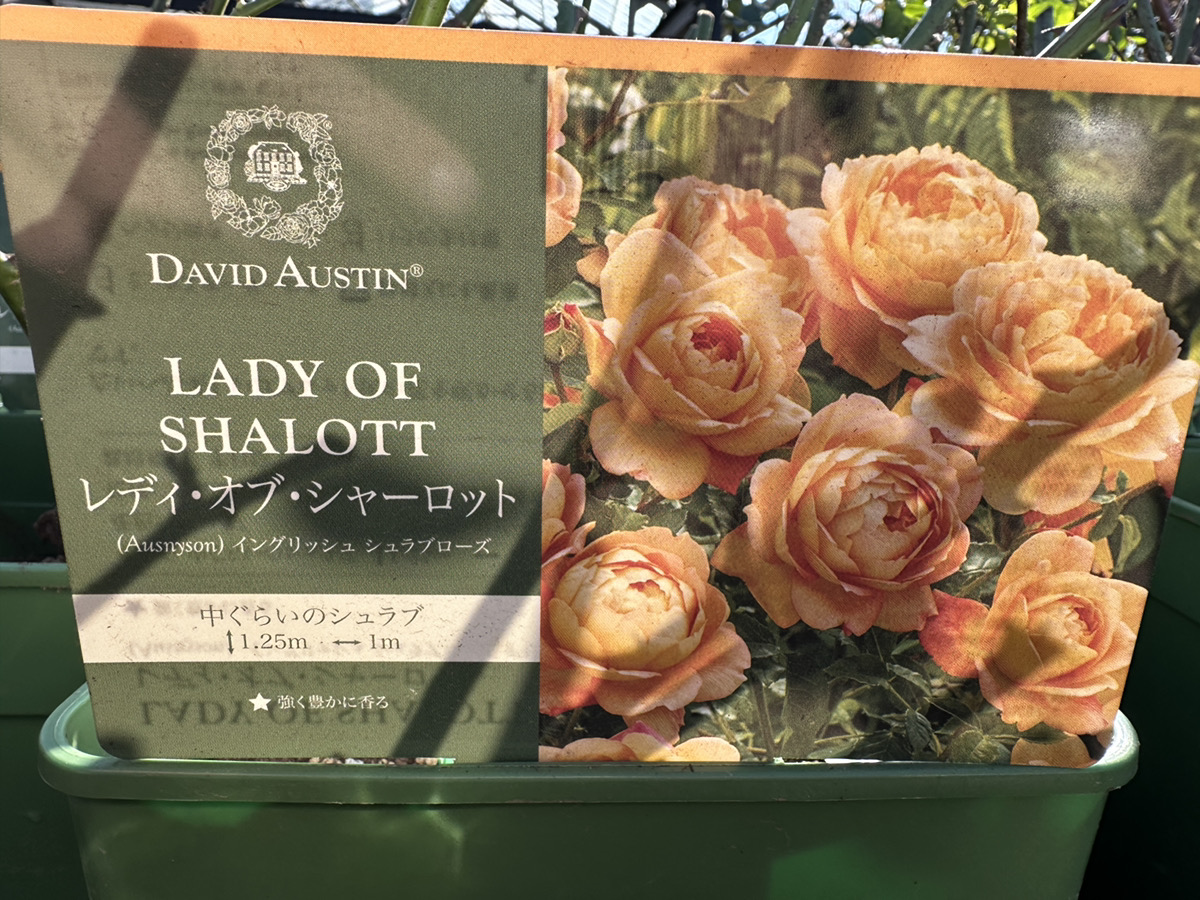 DAVID AUSTIN®
LADY OF
SHALOTT
レディ・オブ・シャーロット
(Ausnyson) イングリッシュ シュラブローズ
中ぐらいのシュラブ
↕1.25m ↔ 1m
★ 強く豊かに香る